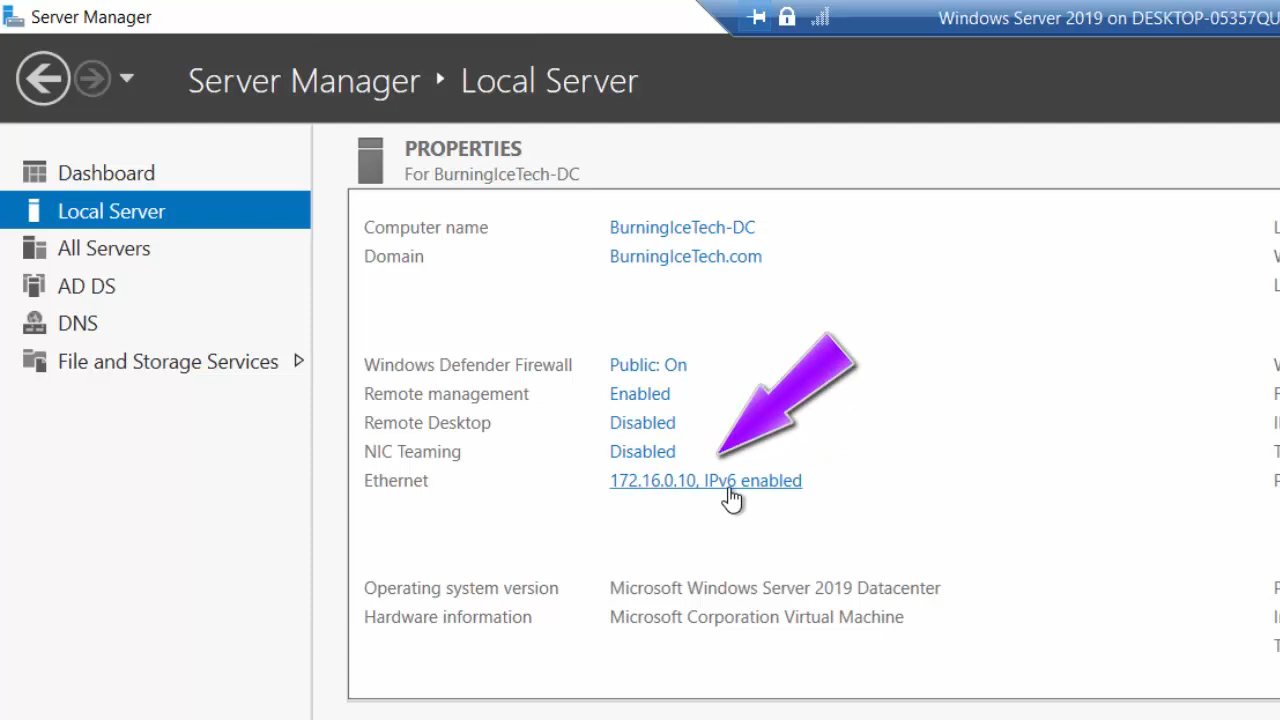 Server Manager
Windows Server 2019 on DESKTOP-05357QU
Server Manager ‣ Local Server
Dashboard
Local Server
All Servers
AD DS
DNS
File and Storage Services
PROPERTIES
For BurningIceTech-DC
Computer name BurningIceTech-DC
Domain BurningIceTech.com
Windows Defender Firewall Public: On
Remote management Enabled
Remote Desktop Disabled
NIC Teaming Disabled
Ethernet 172.16.0.10, IPv6 enabled
Operating system version Microsoft Windows Server 2019 Datacenter
Hardware information Microsoft Corporation Virtual Machine